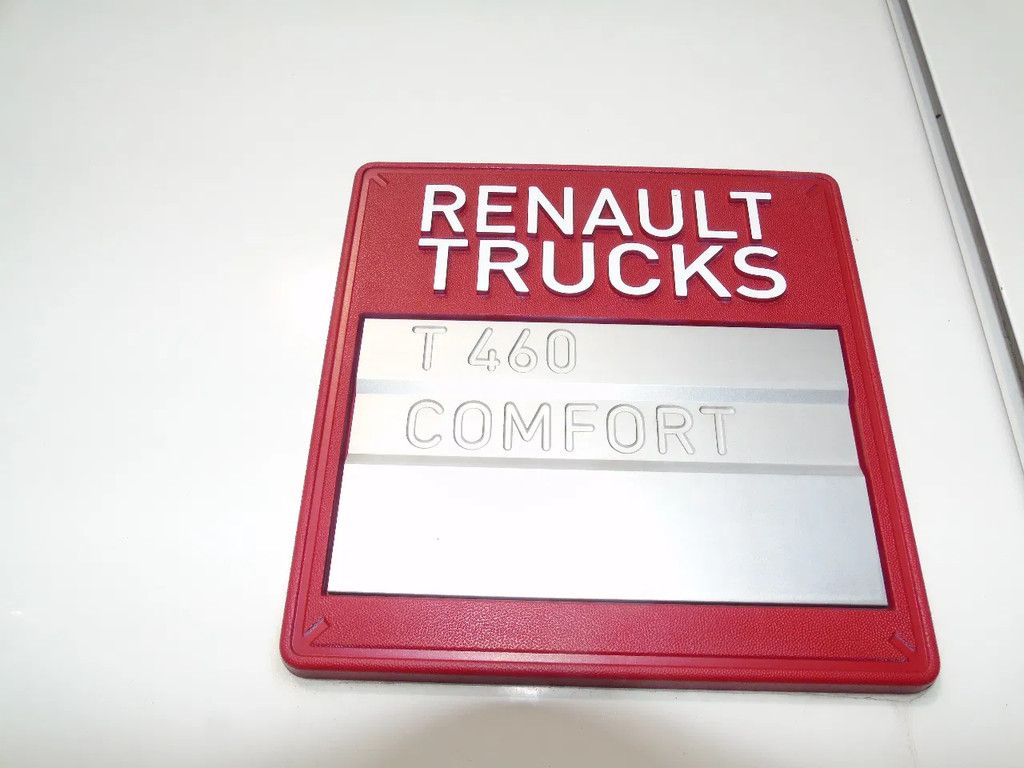 RENAULT
TRUCKS
T 460
COMFORT